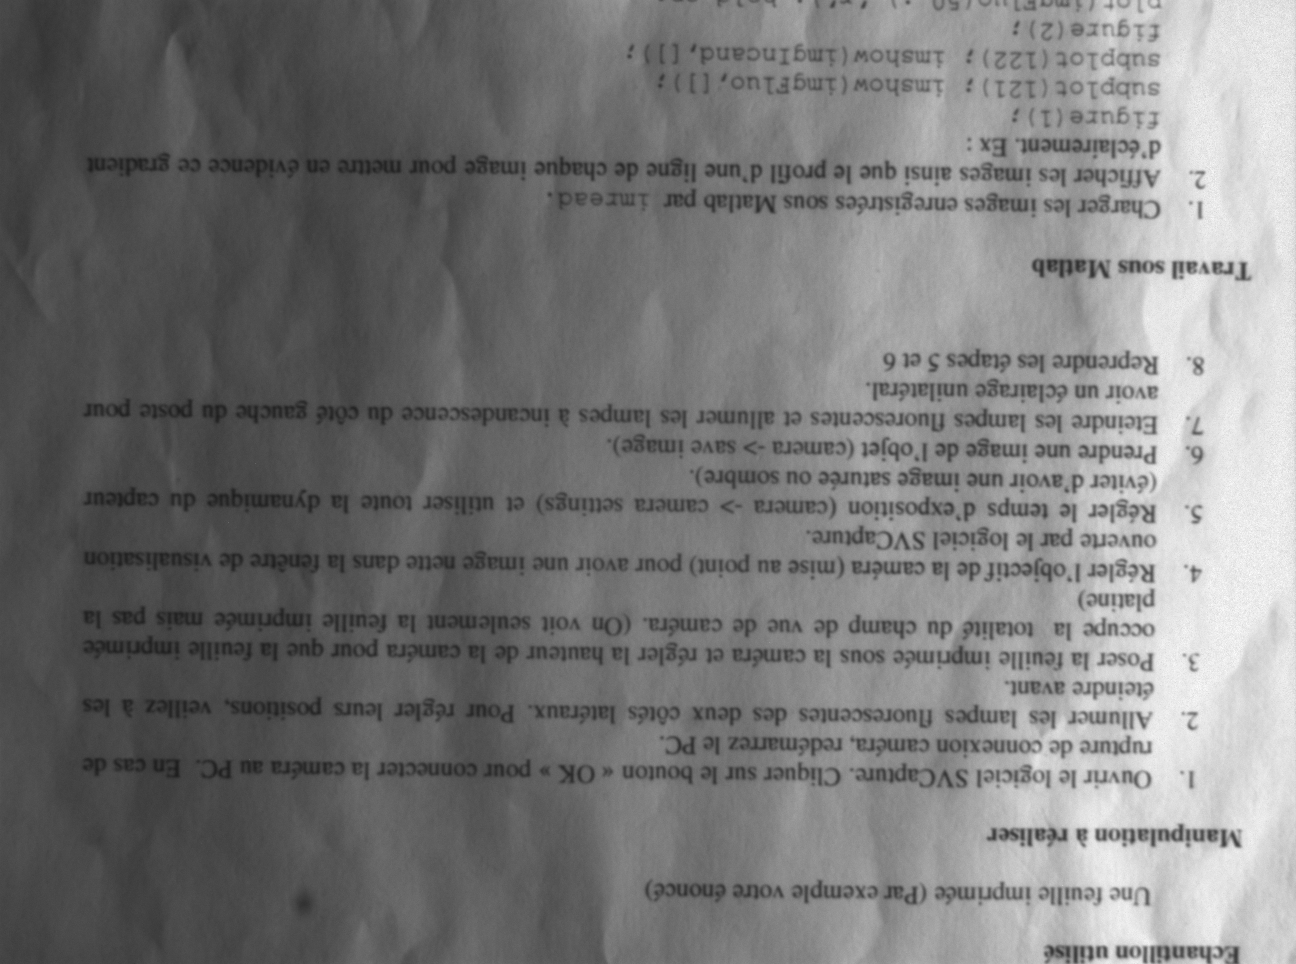 Echantillon utilisé
Une feuille imprimée (Par exemple votre énoncé)
Manipulation à réaliser
1. Ouvrir le logiciel SVCapture. Cliquer sur le bouton « OK » pour connecter la caméra au PC. En cas de
rupture de connexion caméra, redémarrez le PC.
2. Allumer les lampes fluorescentes des deux côtés latéraux. Pour régler leurs positions, veillez à les
éteindre avant.
3. Poser la feuille imprimée sous la caméra et régler la hauteur de la caméra pour que la feuille imprimée
occupe la totalité du champ de vue de caméra. (On voit seulement la feuille imprimée mais pas la
platine)
4. Régler l'objectif de la caméra (mise au point) pour avoir une image nette dans la fenêtre de visualisation
ouverte par le logiciel SVCapture.
5. Régler le temps d'exposition (camera -> camera settings) et utiliser toute la dynamique du capteur
(éviter d'avoir une image saturée ou sombre).
6. Prendre une image de l'objet (camera -> save image).
7. Eteindre les lampes fluorescentes et allumer les lampes à incandescence du côté gauche du poste pour
avoir un éclairage unilatéral.
8. Reprendre les étapes 5 et 6
Travail sous Matlab
1. Charger les images enregistrées sous Matlab par imread.
2. Afficher les images ainsi que le profil d'une ligne de chaque image pour mettre en évidence ce gradient
d'éclairement. Ex :
figure(1);
subplot(121); imshow(imgFluo,[]);
subplot(122); imshow(imgIncand,[]);
figure(2);
plot(imgFluo(50,:),'r'); hold on;